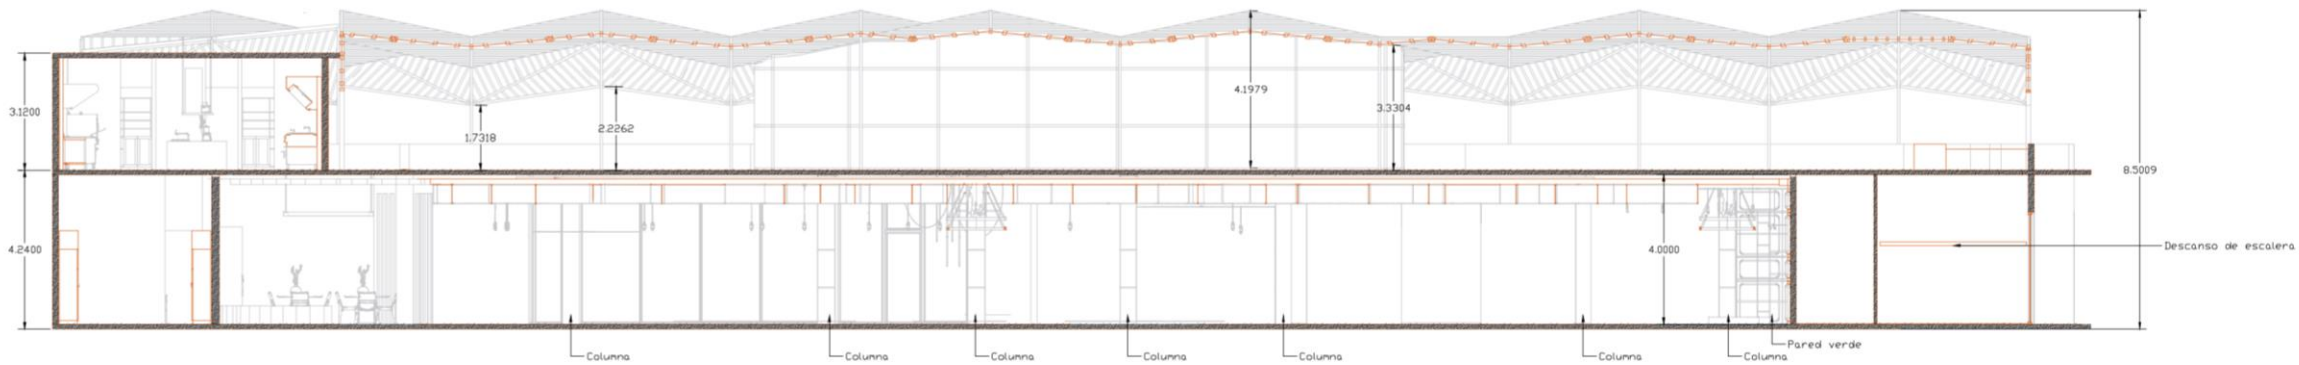 3.1200
1.7318
2.2262
4.1979
3.3304
8.5009
4.2400
4.0000
Descanso de escalera
Columna
Columna
Columna
Columna
Columna
Columna
Columna
Pared verde